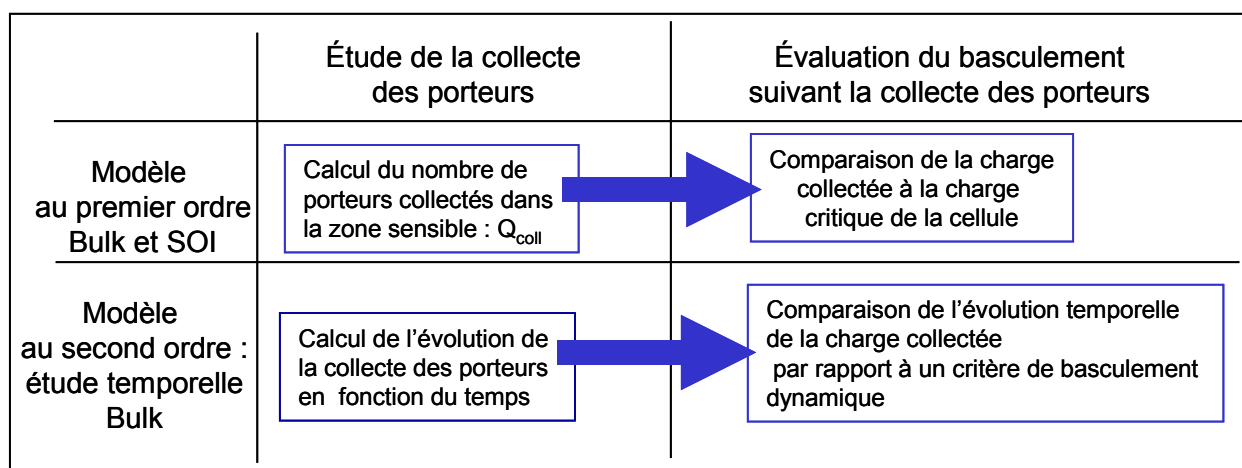 Étude de la collecte
des porteurs
Évaluation du basculement
suivant la collecte des porteurs
Modèle
au premier ordre
Bulk et SOI
Calcul du nombre de
porteurs collectés dans
la zone sensible : Qcoll
Comparaison de la charge
collectée à la charge
critique de la cellule
Modèle
au second ordre :
étude temporelle
Bulk
Calcul de l'évolution de
la collecte des porteurs
en fonction du temps
Comparaison de l'évolution temporelle
de la charge collectée
par rapport à un critère de basculement
dynamique